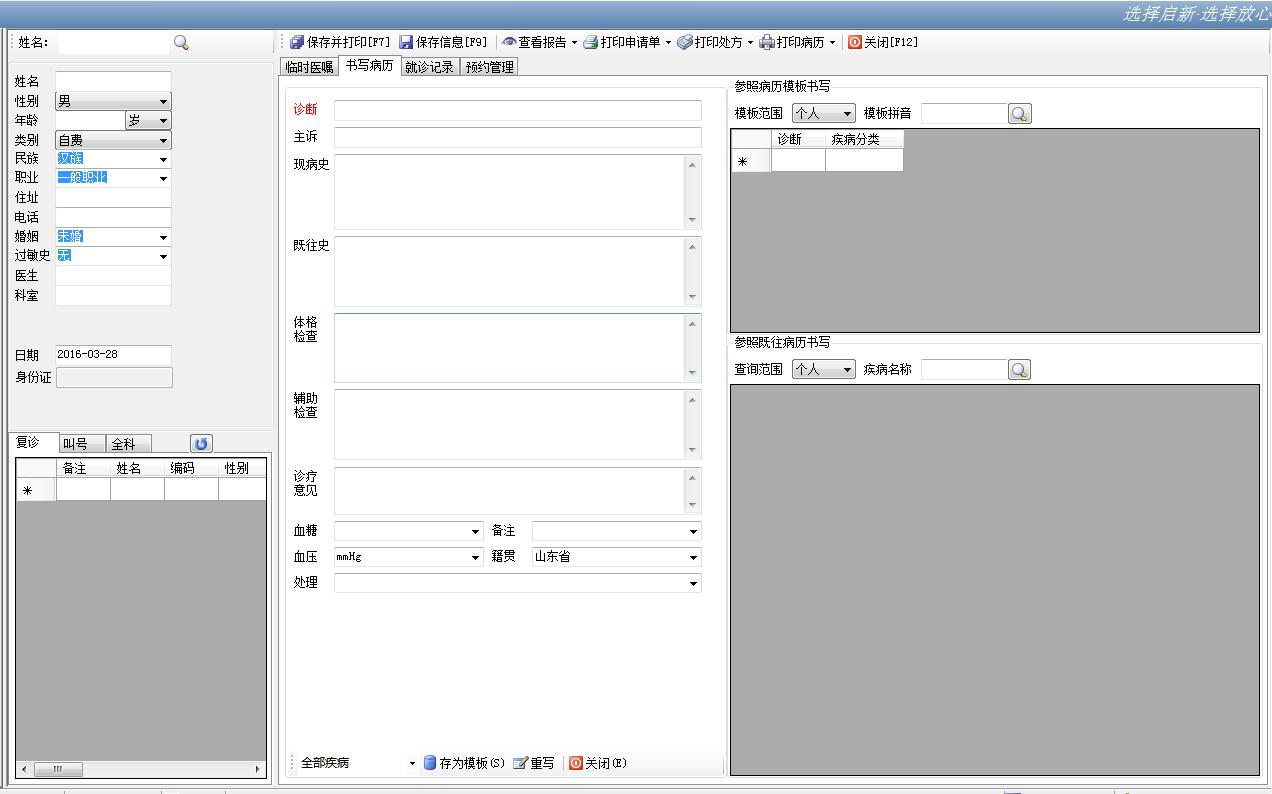 选择启新·选择放心
姓名：
保存并打印[F7] 保存信息[F9] 查看报告 打印申请单 打印处方 打印病历 关闭[F12]
临时医嘱 书写病历 就诊记录 预约管理
姓名
性别 男
年龄 岁
类别 自费
民族 汉族
职业 一般职业
住址
电话
婚姻 未婚
过敏史 无
医生
科室
日期 2016-03-28
身份证
复诊 叫号 全科
备注 姓名 编码 性别
*
诊断
主诉
现病史
既往史
体格
检查
辅助
检查
诊疗
意见
血糖 备注
血压 mmHg 籍贯 山东省
处理
全部疾病 存为模板(S) 重写 关闭(E)
参照病历模板书写
模板范围 个人 模板拼音
诊断 疾病分类
*
参照既往病历书写
查询范围 个人 疾病名称